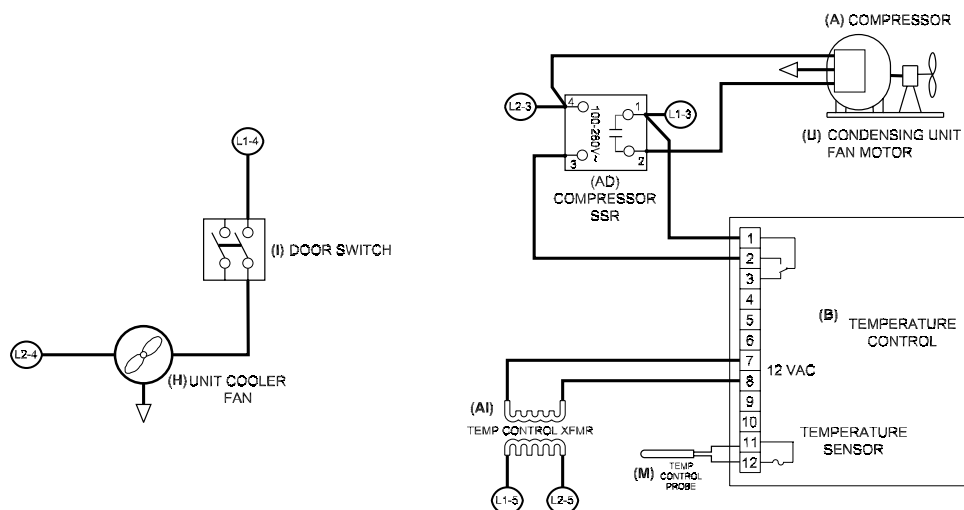 (A) COMPRESSOR
(U) CONDENSING UNIT
FAN MOTOR
L2-3
4
1
L1-3
100-260V~
3
2
(AD)
COMPRESSOR
SSR
L1-4
(I) DOOR SWITCH
L2-4
(H) UNIT COOLER
FAN
1
2
3
4
5
6
7
8
9
10
11
12
(B)
TEMPERATURE
CONTROL
12 VAC
(AI)
TEMP CONTROL XFMR
L1-5
L2-5
TEMPERATURE
SENSOR
(M)
TEMP
CONTROL
PROBE